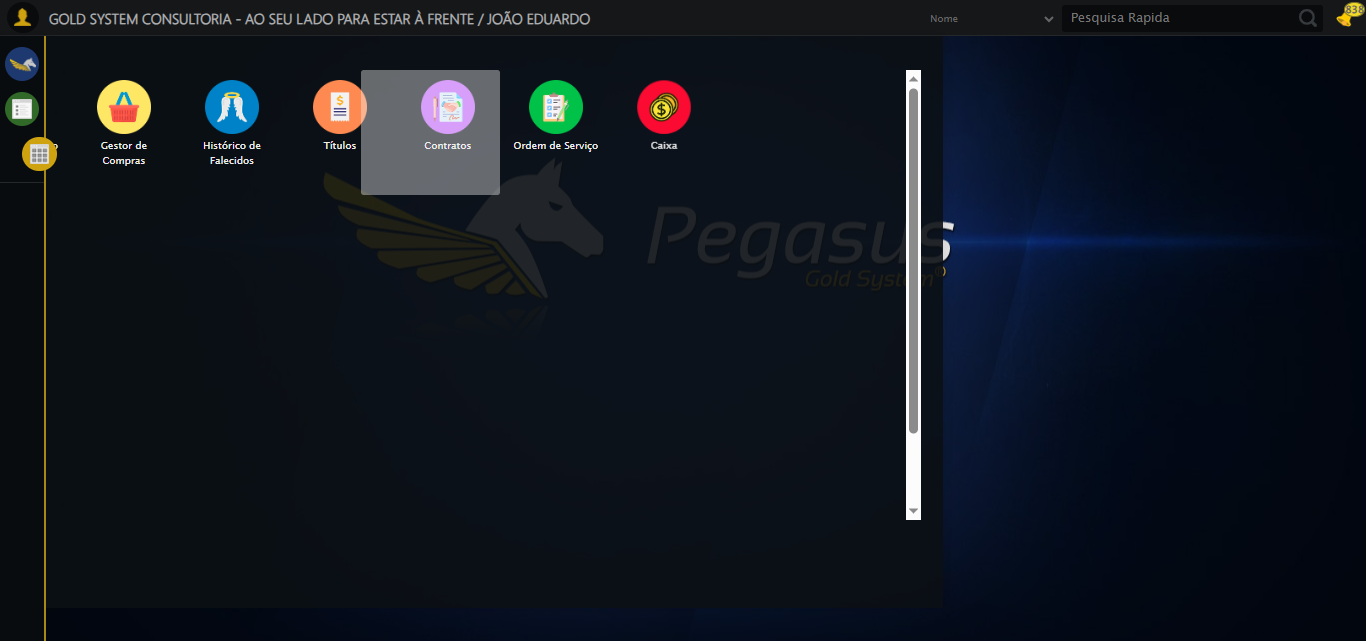 GOLD SYSTEM CONSULTORIA - AO SEU LADO PARA ESTAR À FRENTE / JOÃO EDUARDO
Nome
Pesquisa Rapida
838
Gestor de
Compras
Histórico de
Falecidos
Títulos
Contratos
Ordem de Serviço
Caixa
o
Pegasus
Gold System®